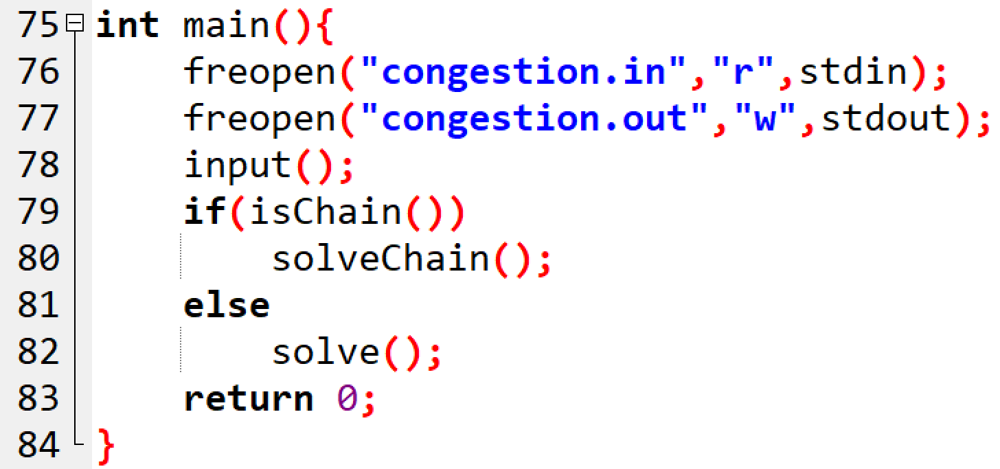 75 int main(){
76     freopen("congestion.in","r",stdin);
77     freopen("congestion.out","w",stdout);
78     input();
79     if(isChain())
80         solveChain();
81     else
82         solve();
83     return 0;
84 }